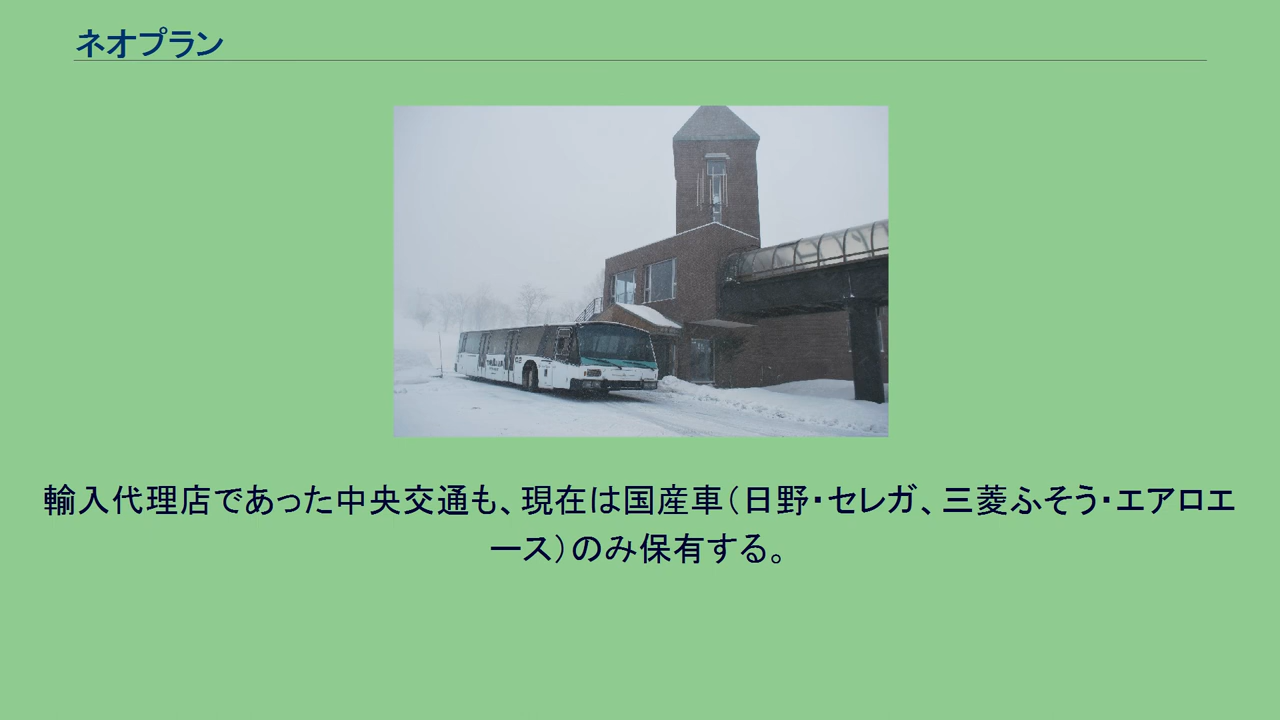 ネオプラン
輸入代理店であった中央交通も、現在は国産車（日野・セレガ、三菱ふそう・エアロエ
ース）のみ保有する。